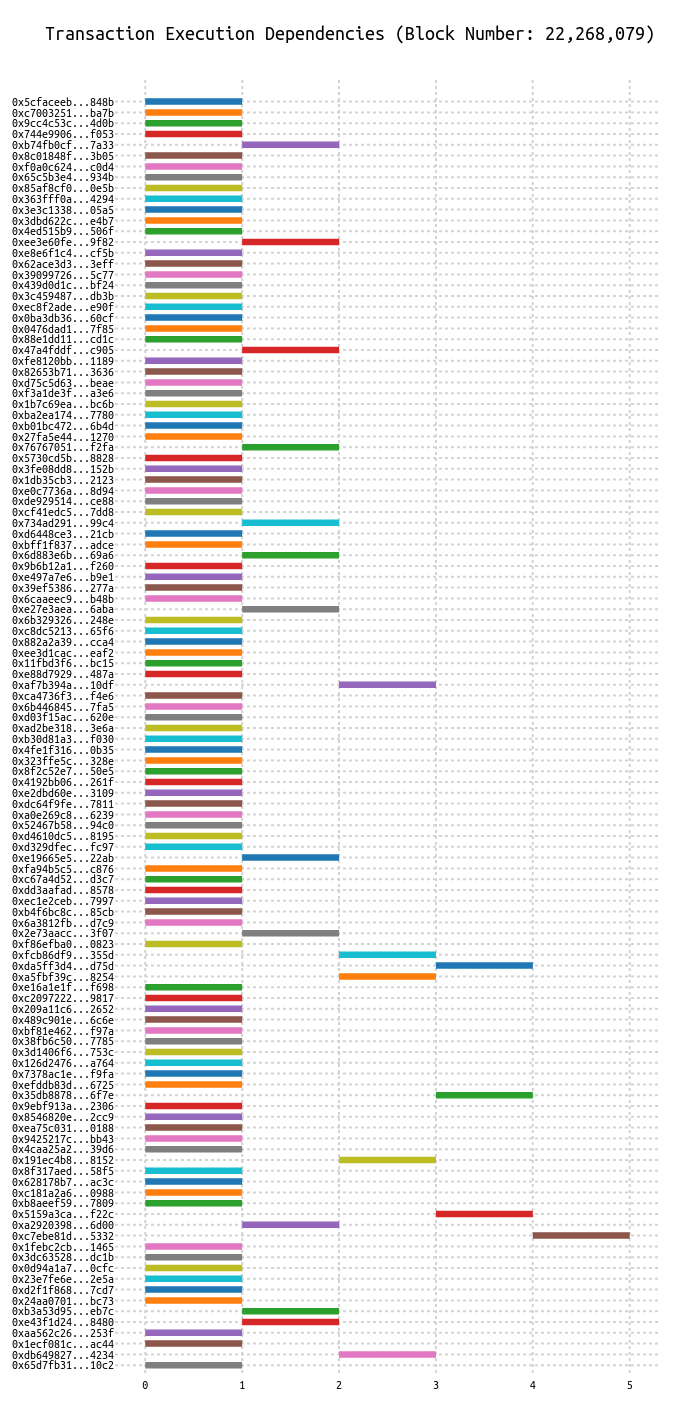 Transaction Execution Dependencies (Block Number: 22,268,079)
0x5cfaceeb...848b
0xc7003251...ba7b
0x9cc4c53c...4d0b
0x744e9906...f053
0xb74fb0cf...7a33
0x8c01848f...3b05
0xf0a0c624...c0d4
0x65c5b3e4...934b
0x85af8cf0...0e5b
0x363fff0a...4294
0x3e3c1338...05a5
0x3dbd622c...e4b7
0x4ed515b9...506f
0xee3e60fe...9f82
0xe8e6f1c4...cf5b
0x62ace3d3...3eff
0x39099726...5c77
0x439d0d1c...bf24
0x3c459487...db3b
0xec8f2ade...e90f
0x0ba3db36...60cf
0x0476dad1...7f85
0x88e1dd11...cd1c
0x47a4fddf...c905
0xfe8120bb...1189
0x82653b71...3636
0xd75c5d63...beae
0xf3a1de3f...a3e6
0x1b7c69ea...bc6b
0xba2ea174...7780
0xb01bc472...6b4d
0x27fa5e44...1270
0x76767051...f2fa
0x5730cd5b...8828
0x3fe08dd8...152b
0x1db35cb3...2123
0xe0c7736a...8d94
0xde929514...ce88
0xcf41edc5...7dd8
0x734ad291...99c4
0xd6448ce3...21cb
0xbff1f837...adce
0x6d883e6b...69a6
0x9b6b12a1...f260
0xe497a7e6...b9e1
0x39ef5386...277a
0x6caaeec9...b48b
0xe27e3aea...6aba
0x6b329326...248e
0xc8dc5213...65f6
0x882a2a39...cca4
0xee3d1cac...eaf2
0x11fbd3f6...bc15
0xe88d7929...487a
0xaf7b394a...10df
0xca4736f3...f4e6
0x6b446845...7fa5
0xd03f15ac...620e
0xad2be318...3e6a
0xb30d81a3...f030
0x4fe1f316...0b35
0x323ffe5c...328e
0x8f2c52e7...50e5
0x4192bb06...261f
0xe2dbd60e...3109
0xdc64f9fe...7811
0xa0e269c8...6239
0x52467b58...94c0
0xd4610dc5...8195
0xd329dfec...fc97
0xe19665e5...22ab
0xfa94b5c5...c876
0xc67a4d52...d3c7
0xdd3aafad...8578
0xec1e2ceb...7997
0xb4f6bc8c...85cb
0x6a3812fb...d7c9
0x2e73aacc...3f07
0xf86efba0...0823
0xfcb86df9...355d
0xda5ff3d4...d75d
0xa5fbf39c...8254
0xe16a1e1f...f698
0xc2097222...9817
0x209a11c6...2652
0x489c901e...6c6e
0xbf81e462...f97a
0x38fb6c50...7785
0x3d1406f6...753c
0x126d2476...a764
0x7378ac1e...f9fa
0xefddb83d...6725
0x35db8878...6f7e
0x9ebf913a...2306
0x8546820e...2cc9
0xea75c031...0188
0x9425217c...bb43
0x4caa25a2...39d6
0x191ec4b8...8152
0x8f317aed...58f5
0x628178b7...ac3c
0xc181a2a6...0988
0xb8aeef59...7809
0x5159a3ca...f22c
0xa2920398...6d00
0xc7ebe81d...5332
0x1febc2cb...1465
0x3dc63528...dc1b
0x0d94a1a7...0cfc
0x23e7fe6e...2e5a
0xd2f1f868...7cd7
0x24aa0701...bc73
0xb3a53d95...eb7c
0xe43f1d24...8480
0xaa562c26...253f
0x1ecf081c...ac44
0xdb649827...4234
0x65d7fb31...10c2
0 1 2 3 4 5